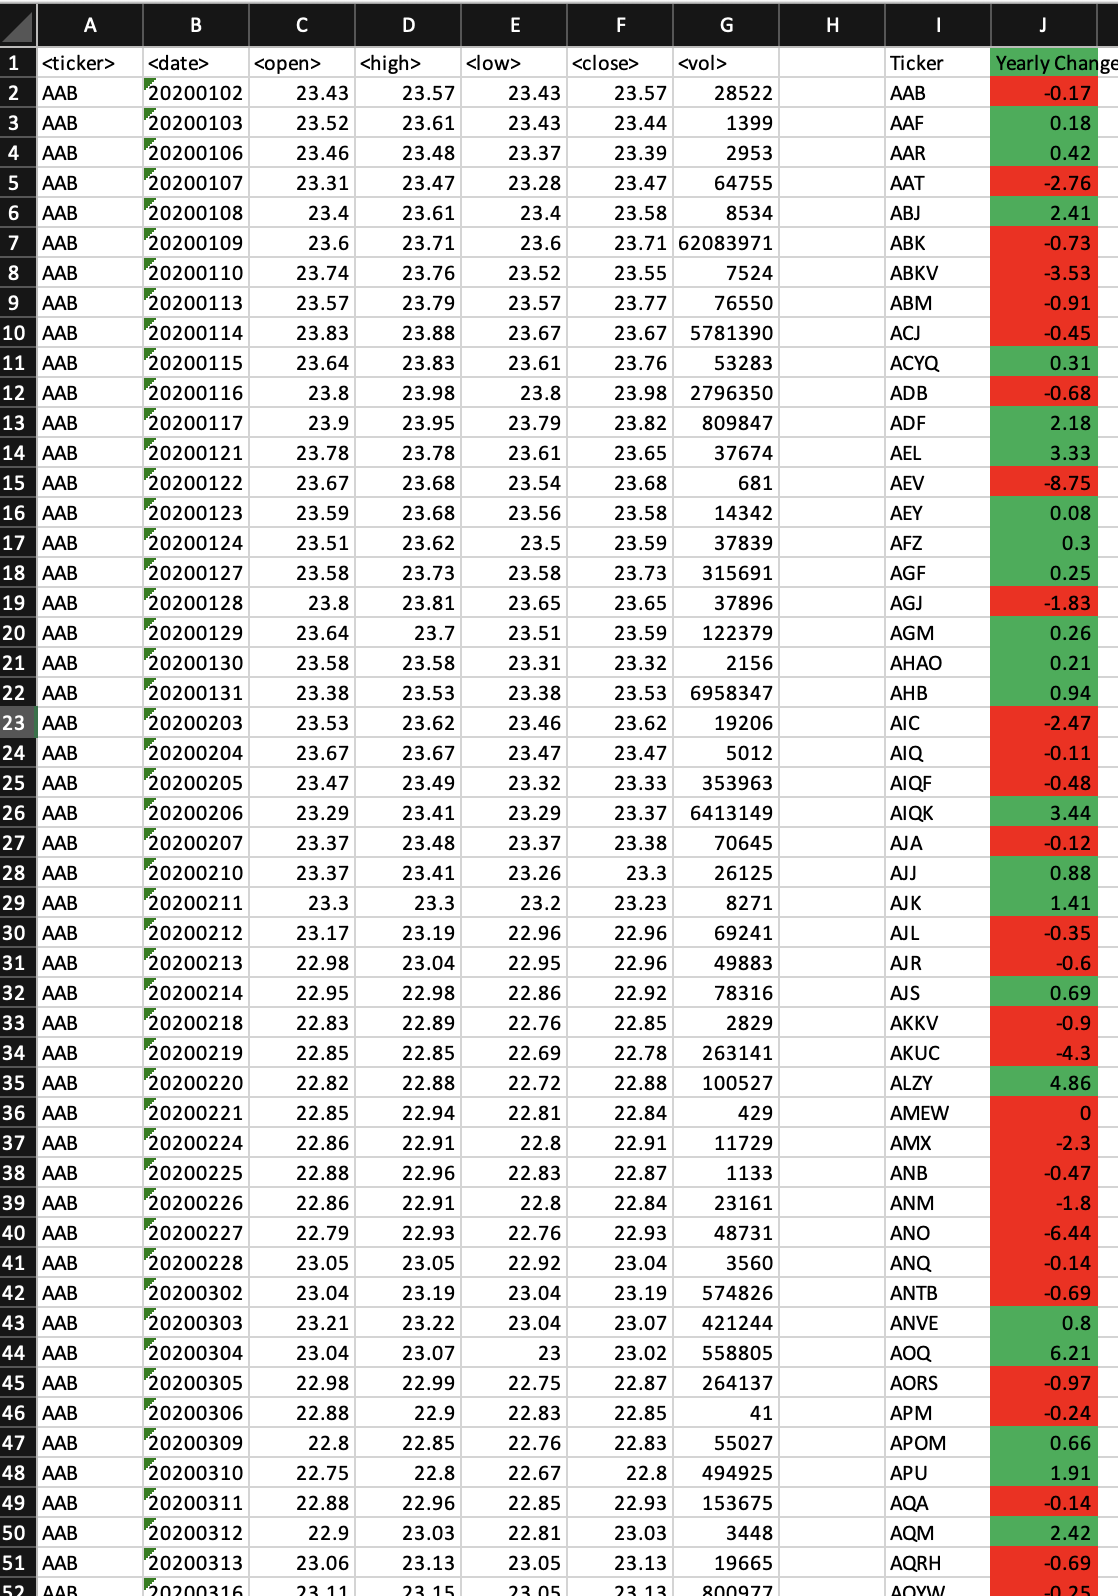 A B C D E F G H I J
1 <ticker> <date> <open> <high> <low> <close> <vol> Ticker Yearly Change
2 AAB 20200102 23.43 23.57 23.43 23.57 28522 AAB -0.17
3 AAB 20200103 23.52 23.61 23.43 23.44 1399 AAF 0.18
4 AAB 20200106 23.46 23.48 23.37 23.39 2953 AAR 0.42
5 AAB 20200107 23.31 23.47 23.28 23.47 64755 AAT -2.76
6 AAB 20200108 23.4 23.61 23.4 23.58 8534 ABJ 2.41
7 AAB 20200109 23.6 23.71 23.6 23.71 62083971 ABK -0.73
8 AAB 20200110 23.74 23.76 23.52 23.55 7524 ABKV -3.53
9 AAB 20200113 23.57 23.79 23.57 23.77 76550 ABM -0.91
10 AAB 20200114 23.83 23.88 23.67 23.67 5781390 ACJ -0.45
11 AAB 20200115 23.64 23.83 23.61 23.76 53283 ACYQ 0.31
12 AAB 20200116 23.8 23.98 23.8 23.98 2796350 ADB -0.68
13 AAB 20200117 23.9 23.95 23.79 23.82 809847 ADF 2.18
14 AAB 20200121 23.78 23.78 23.61 23.65 37674 AEL 3.33
15 AAB 20200122 23.67 23.68 23.54 23.68 681 AEV -8.75
16 AAB 20200123 23.59 23.68 23.56 23.58 14342 AEY 0.08
17 AAB 20200124 23.51 23.62 23.5 23.59 37839 AFZ 0.3
18 AAB 20200127 23.58 23.73 23.58 23.73 315691 AGF 0.25
19 AAB 20200128 23.8 23.81 23.65 23.65 37896 AGJ -1.83
20 AAB 20200129 23.64 23.7 23.51 23.59 122379 AGM 0.26
21 AAB 20200130 23.58 23.58 23.31 23.32 2156 AHAO 0.21
22 AAB 20200131 23.38 23.53 23.38 23.53 6958347 AHB 0.94
23 AAB 20200203 23.53 23.62 23.46 23.62 19206 AIC -2.47
24 AAB 20200204 23.67 23.67 23.47 23.47 5012 AIQ -0.11
25 AAB 20200205 23.47 23.49 23.32 23.33 353963 AIQF -0.48
26 AAB 20200206 23.29 23.41 23.29 23.37 6413149 AIQK 3.44
27 AAB 20200207 23.37 23.48 23.37 23.38 70645 AJA -0.12
28 AAB 20200210 23.37 23.41 23.26 23.3 26125 AJJ 0.88
29 AAB 20200211 23.3 23.3 23.2 23.23 8271 AJK 1.41
30 AAB 20200212 23.17 23.19 22.96 22.96 69241 AJL -0.35
31 AAB 20200213 22.98 23.04 22.95 22.96 49883 AJR -0.6
32 AAB 20200214 22.95 22.98 22.86 22.92 78316 AJS 0.69
33 AAB 20200218 22.83 22.89 22.76 22.85 2829 AKKV -0.9
34 AAB 20200219 22.85 22.85 22.69 22.78 263141 AKUC -4.3
35 AAB 20200220 22.82 22.88 22.72 22.88 100527 ALZY 4.86
36 AAB 20200221 22.85 22.94 22.81 22.84 429 AMEW 0
37 AAB 20200224 22.86 22.91 22.8 22.91 11729 AMX -2.3
38 AAB 20200225 22.88 22.96 22.83 22.87 1133 ANB -0.47
39 AAB 20200226 22.86 22.91 22.8 22.84 23161 ANM -1.8
40 AAB 20200227 22.79 22.93 22.76 22.93 48731 ANO -6.44
41 AAB 20200228 23.05 23.05 22.92 23.04 3560 ANQ -0.14
42 AAB 20200302 23.04 23.19 23.04 23.19 574826 ANTB -0.69
43 AAB 20200303 23.21 23.22 23.04 23.07 421244 ANVE 0.8
44 AAB 20200304 23.04 23.07 23 23.02 558805 AOQ 6.21
45 AAB 20200305 22.98 22.99 22.75 22.87 264137 AORS -0.97
46 AAB 20200306 22.88 22.9 22.83 22.85 41 APM -0.24
47 AAB 20200309 22.8 22.85 22.76 22.83 55027 APOM 0.66
48 AAB 20200310 22.75 22.8 22.67 22.8 494925 APU 1.91
49 AAB 20200311 22.88 22.96 22.85 22.93 153675 AQA -0.14
50 AAB 20200312 22.9 23.03 22.81 23.03 3448 AQM 2.42
51 AAB 20200313 23.06 23.13 23.05 23.13 19665 AQRH -0.69
52 AAB 20200316 23.11 23.15 23.05 23.13 800977 AQYW -0.25